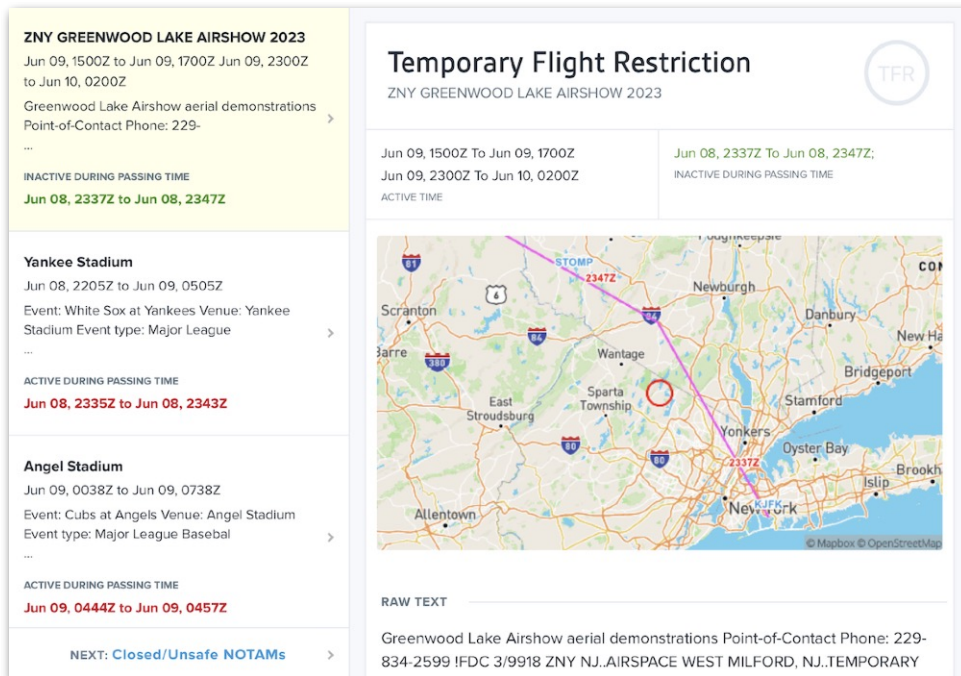 ZNY GREENWOOD LAKE AIRSHOW 2023
Jun 09, 1500Z to Jun 09, 1700Z Jun 09, 2300Z
to Jun 10, 0200Z
Greenwood Lake Airshow aerial demonstrations
Point-of-Contact Phone: 229-
...
INACTIVE DURING PASSING TIME
Jun 08, 2337Z to Jun 08, 2347Z
Yankee Stadium
Jun 08, 2205Z to Jun 09, 0505Z
Event: White Sox at Yankees Venue: Yankee
Stadium Event type: Major League
...
ACTIVE DURING PASSING TIME
Jun 08, 2335Z to Jun 08, 2343Z
Angel Stadium
Jun 09, 0038Z to Jun 09, 0738Z
Event: Cubs at Angels Venue: Angel Stadium
Event type: Major League Basebal
...
ACTIVE DURING PASSING TIME
Jun 09, 0444Z to Jun 09, 0457Z
NEXT: Closed/Unsafe NOTAMs
Temporary Flight Restriction
ZNY GREENWOOD LAKE AIRSHOW 2023
TFR
Jun 09, 1500Z To Jun 09, 1700Z
Jun 09, 2300Z To Jun 10, 0200Z
ACTIVE TIME
Jun 08, 2337Z To Jun 08, 2347Z;
INACTIVE DURING PASSING TIME
Poughkeepsie
STOMP
81
2347Z
CON
6
Newburgh
Scranton
84
Danbury
84
New Ha
Barre
380
Wantage
Bridgeport
Sparta
Township
East
Stroudsburg
Stamford
Yonkers
80
80
2337Z
Oyster Bay
Brookh
Islip
KJFK
New York
Allentown
© Mapbox © OpenStreetMap
RAW TEXT
Greenwood Lake Airshow aerial demonstrations Point-of-Contact Phone: 229-
834-2599 !FDC 3/9918 ZNY NJ..AIRSPACE WEST MILFORD, NJ..TEMPORARY